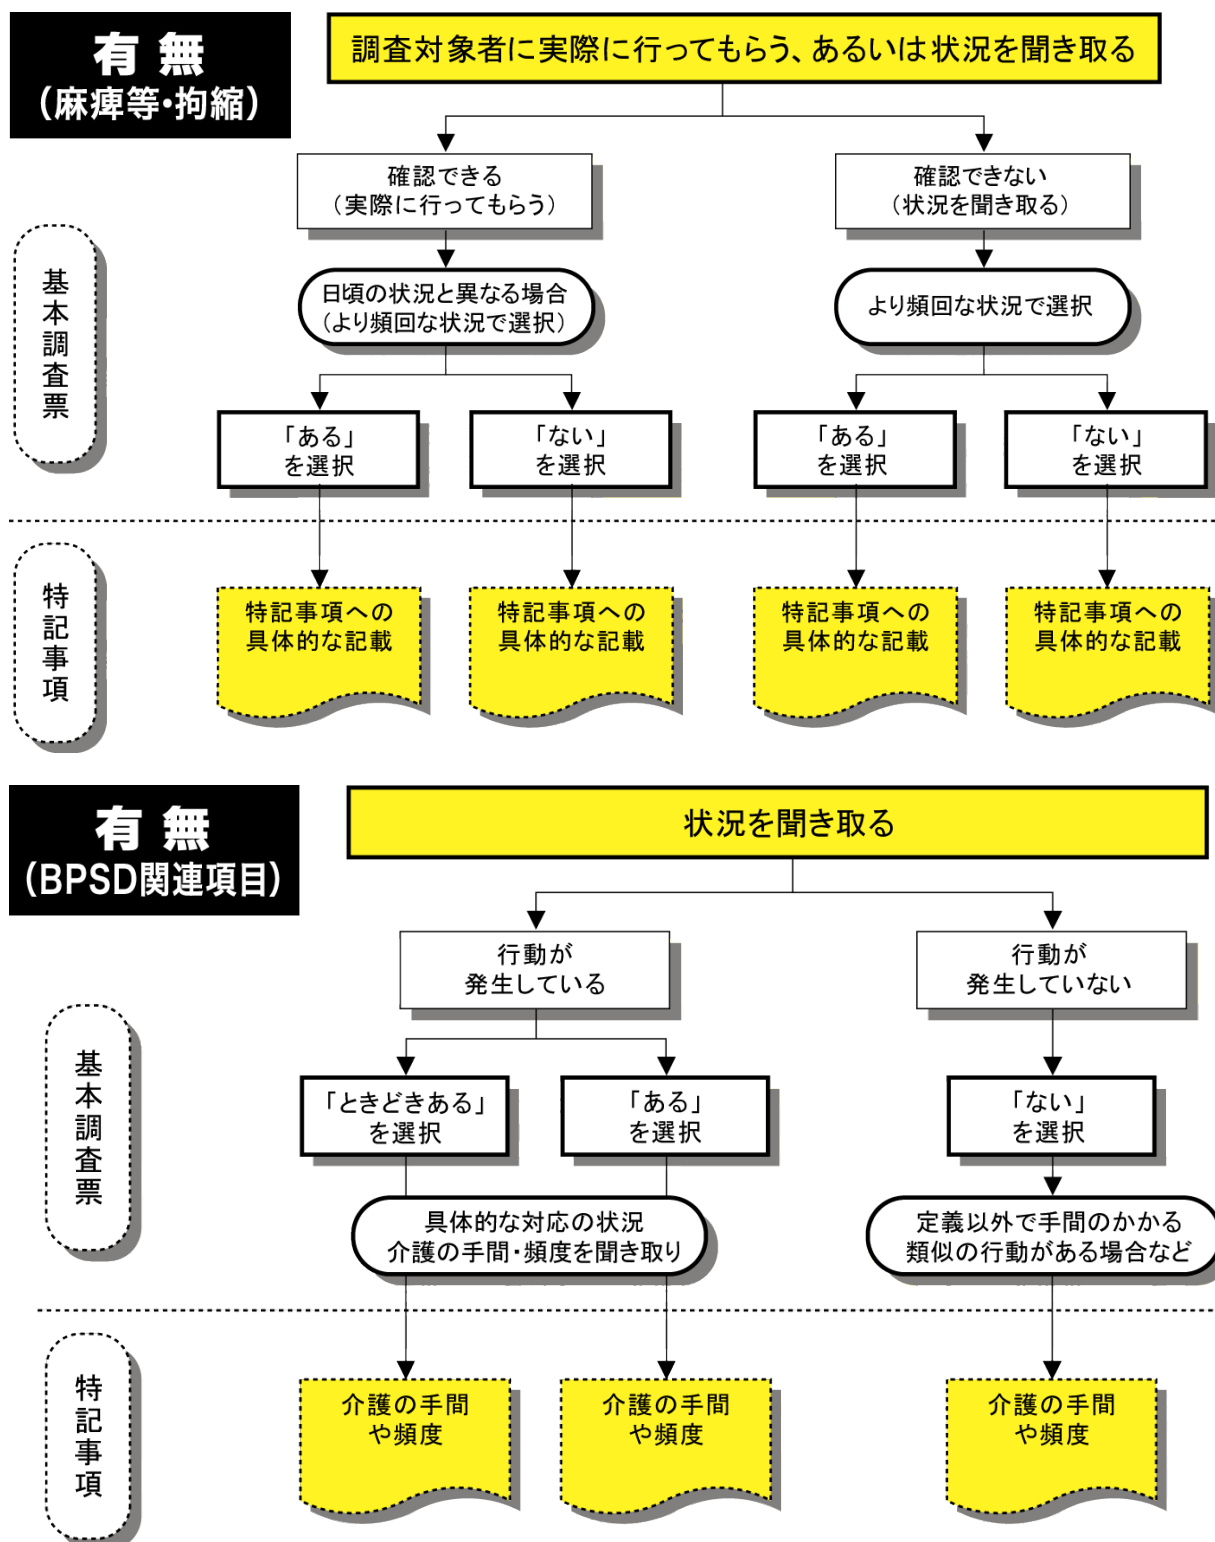 有 無
（麻痺等・拘縮）
調査対象者に実際に行ってもらう、あるいは状況を聞き取る
確認できる
（実際に行ってもらう）
確認できない
（状況を聞き取る）
基本調査票
日頃の状況と異なる場合
（より頻回な状況で選択）
より頻回な状況で選択
「ある」
を選択
「ない」
を選択
「ある」
を選択
「ない」
を選択
特記事項
特記事項への
具体的な記載
特記事項への
具体的な記載
特記事項への
具体的な記載
特記事項への
具体的な記載
有 無
（BPSD関連項目）
状況を聞き取る
行動が
発生している
行動が
発生していない
基本調査票
「ときどきある」
を選択
「ある」
を選択
「ない」
を選択
具体的な対応の状況
介護の手間・頻度を聞き取り
定義以外で手間のかかる
類似の行動がある場合など
特記事項
介護の手間
や頻度
介護の手間
や頻度
介護の手間
や頻度